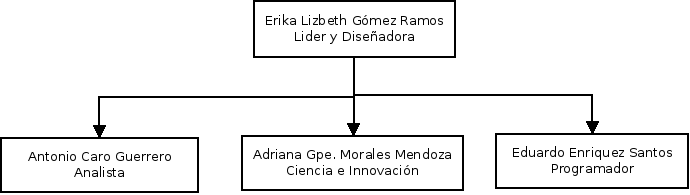 Erika Lizbeth Gómez Ramos
Lider y Diseñadora
Antonio Caro Guerrero
Analista
Adriana Gpe. Morales Mendoza
Ciencia e Innovación
Eduardo Enriquez Santos
Programador